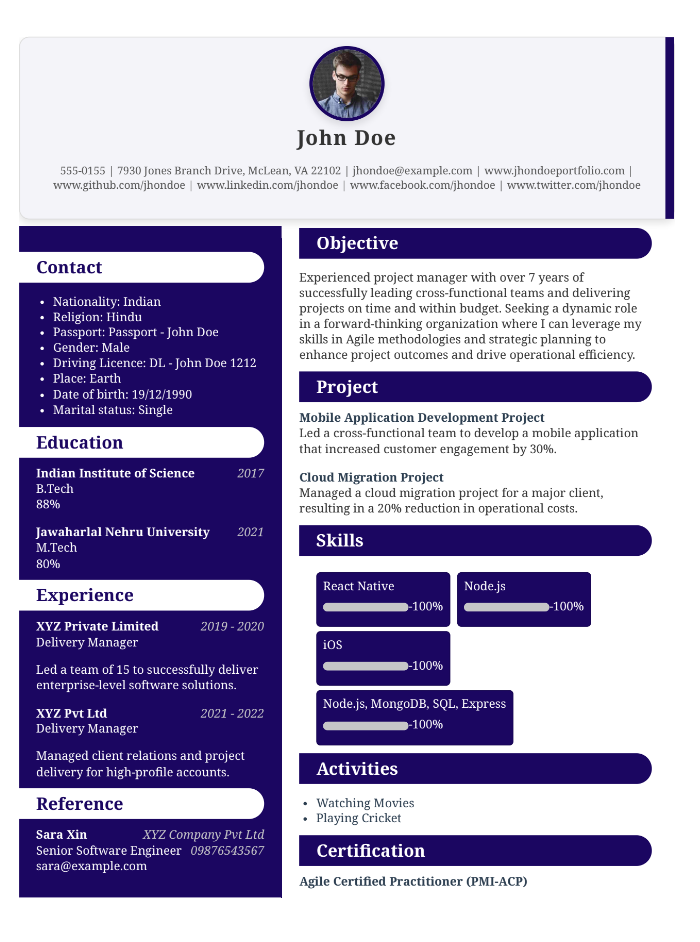 John Doe
555-0155 | 7930 Jones Branch Drive, McLean, VA 22102 | jhondoe@example.com | www.jhondoeportfolio.com |
www.github.com/jhondoe | www.linkedin.com/jhondoe | www.facebook.com/jhondoe | www.twitter.com/jhondoe
Contact
• Nationality: Indian
• Religion: Hindu
• Passport: Passport - John Doe
• Gender: Male
• Driving Licence: DL - John Doe 1212
• Place: Earth
• Date of birth: 19/12/1990
• Marital status: Single
Education
Indian Institute of Science 2017
B.Tech
88%
Jawaharlal Nehru University 2021
M.Tech
80%
Experience
XYZ Private Limited 2019 - 2020
Delivery Manager
Led a team of 15 to successfully deliver
enterprise-level software solutions.
XYZ Pvt Ltd 2021 - 2022
Delivery Manager
Managed client relations and project
delivery for high-profile accounts.
Reference
Sara Xin XYZ Company Pvt Ltd
Senior Software Engineer 09876543567
sara@example.com
Objective
Experienced project manager with over 7 years of
successfully leading cross-functional teams and delivering
projects on time and within budget. Seeking a dynamic role
in a forward-thinking organization where I can leverage my
skills in Agile methodologies and strategic planning to
enhance project outcomes and drive operational efficiency.
Project
Mobile Application Development Project
Led a cross-functional team to develop a mobile application
that increased customer engagement by 30%.
Cloud Migration Project
Managed a cloud migration project for a major client,
resulting in a 20% reduction in operational costs.
Skills
React Native
-100%
Node.js
-100%
iOS
-100%
Node.js, MongoDB, SQL, Express
-100%
Activities
• Watching Movies
• Playing Cricket
Certification
Agile Certified Practitioner (PMI-ACP)